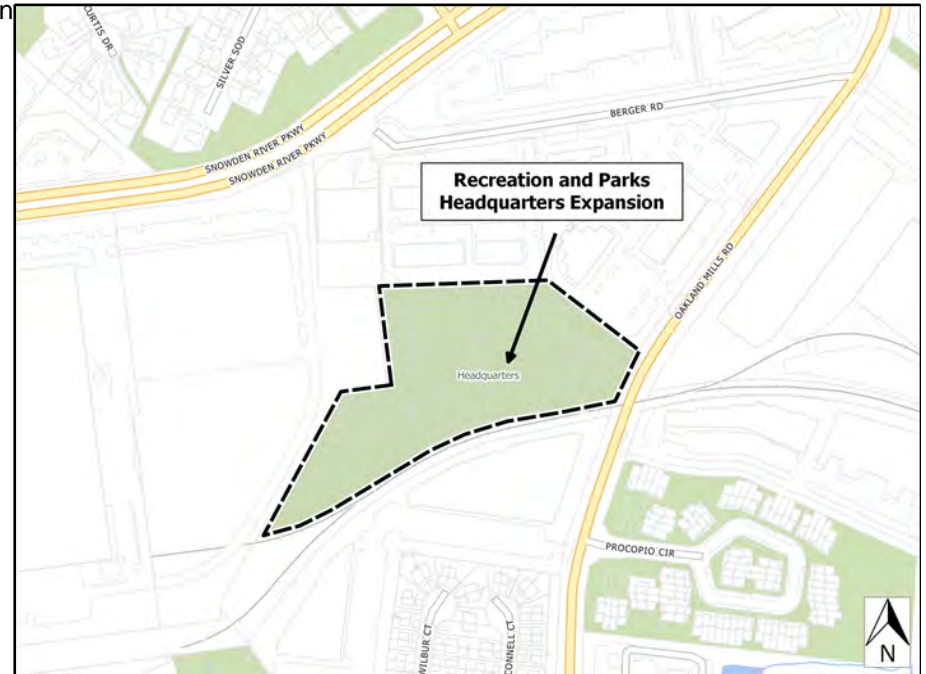 n
CURTIS DR
SILVER SOD
SNOWDEN RIVER PKWY
SNOWDEN RIVER PKWY
BERGER RD
Recreation and Parks
Headquarters Expansion
OAKLAND MILLS RD
Headquarters
PROCOPIO CIR
WILBUR CT
CONNELL CT
N